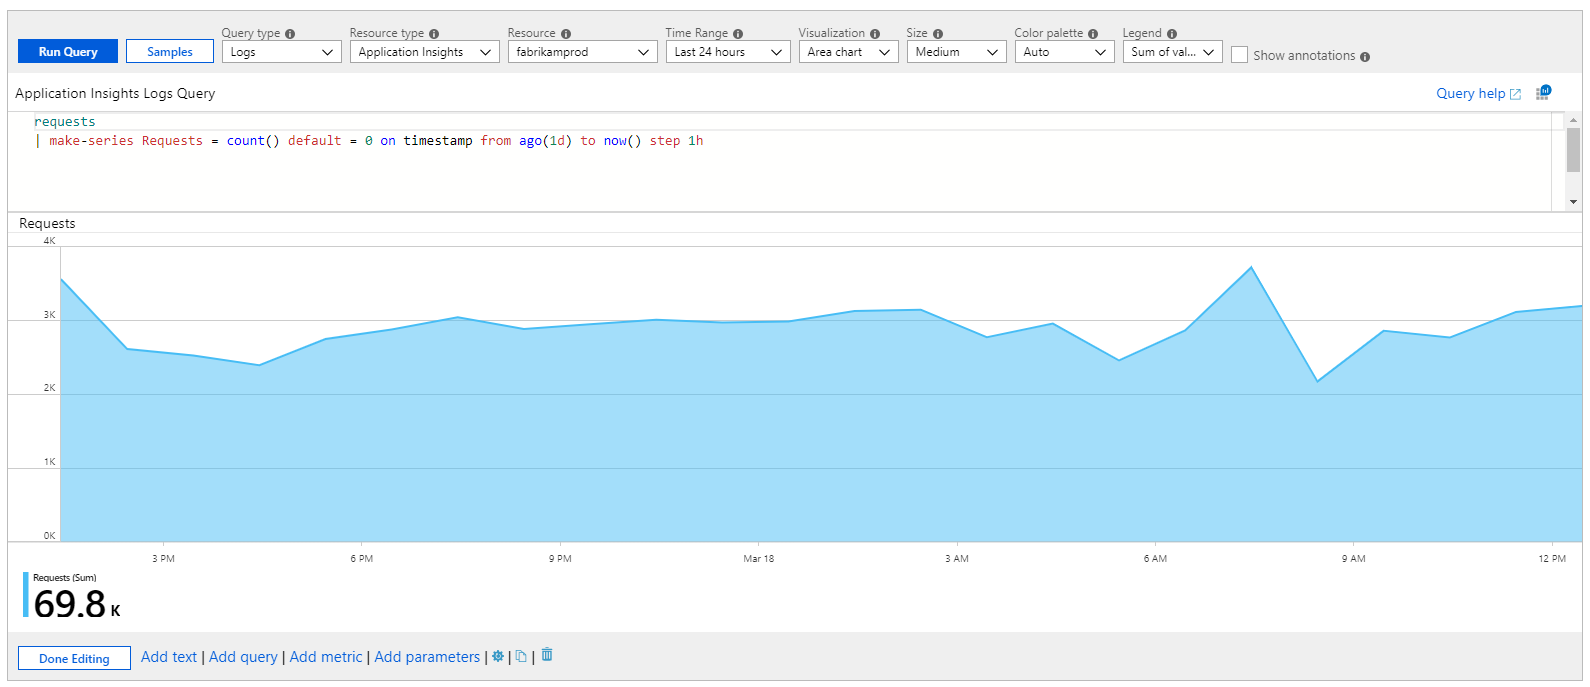 Query type Resource type Resource Time Range Visualization Size Color palette Legend
Run Query Samples Logs Application Insights fabrikamprod Last 24 hours Area chart Medium Auto Sum of val... Show annotations
Application Insights Logs Query Query help
requests
| make-series Requests = count() default = 0 on timestamp from ago(1d) to now() step 1h
Requests
4K
3K
2K
1K
0K
3 PM 6 PM 9 PM Mar 18 3 AM 6 AM 9 AM 12 PM
Requests (Sum)
69.8 K
Done Editing Add text | Add query | Add metric | Add parameters | | |